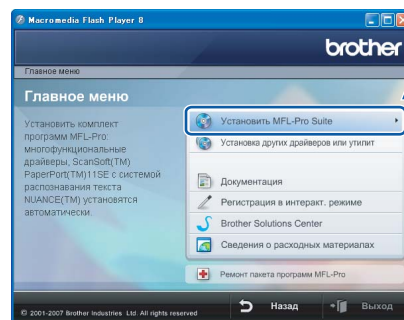 Macromedia Flash Player 8
brother
Главное меню
Главное меню
Установить комплект
программ MFL-Pro:
многофункциональные
драйверы, ScanSoft(TM)
PaperPort(TM)11SE с системой
распознавания текста
NUANCE(TM) установятся
автоматически.
Установить MFL-Pro Suite
Установка других драйверов или утилит
Документация
Регистрация в интеракт. режиме
Brother Solutions Center
Сведения о расходных материалах
Ремонт пакета программ MFL-Pro
© 2001-2007 Brother Industries Ltd. All rights reserved
Назад
Выход